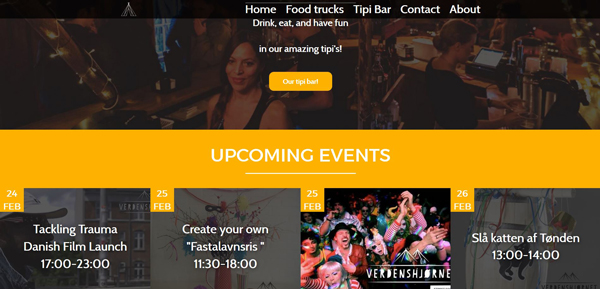 Home Food trucks Tipi Bar Contact About
Drink, eat, and have fun
in our amazing tipi's!
Our tipi bar!
UPCOMING EVENTS
24
FEB
Tackling Trauma
Danish Film Launch
17:00-23:00
25
FEB
Create your own
"Fastalavnsris "
11:30-18:00
25
FEB
VERDENSHJØRNE
26
FEB
Slå katten af Tønden
13:00-14:00